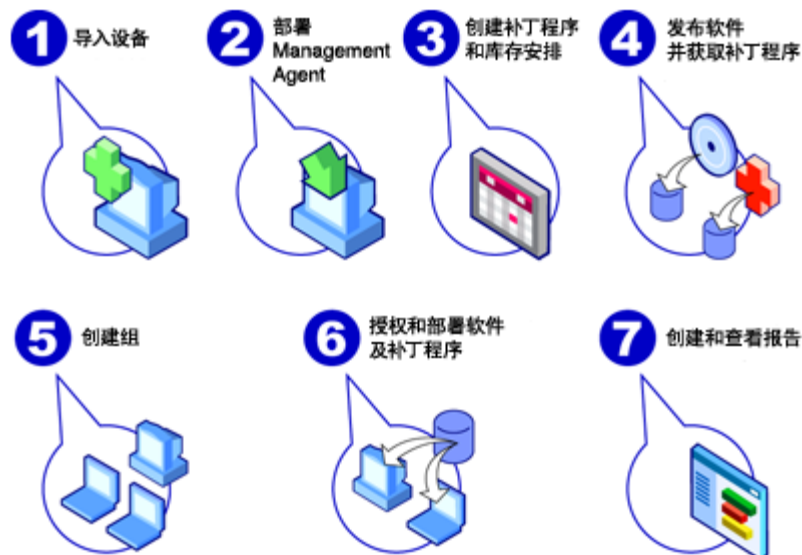 1 导入设备
2 部署
Management
Agent
3 创建补丁程序
和库存安排
4 发布软件
并获取补丁程序
5 创建组
6 授权和部署软件
及补丁程序
7 创建和查看报告